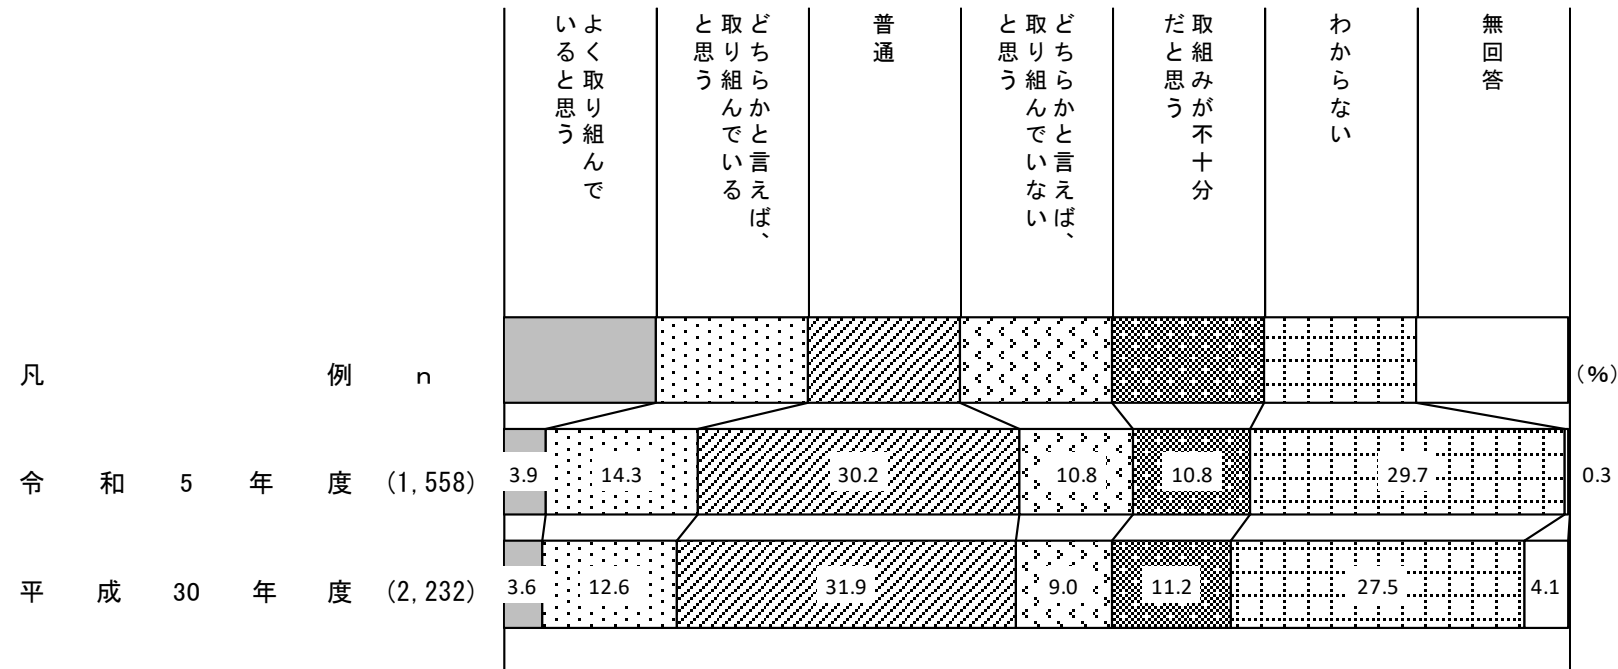 よく取り組んで
いると思う
どちらかと言えば、
取り組んでいる
と思う
普通
どちらかと言えば、
取り組んでいない
と思う
取組みが不十分
だと思う
わからない
無回答
凡例 n (%)
令和5年度 (1,558) 3.9 14.3 30.2 10.8 10.8 29.7 0.3
平成30年度 (2,232) 3.6 12.6 31.9 9.0 11.2 27.5 4.1